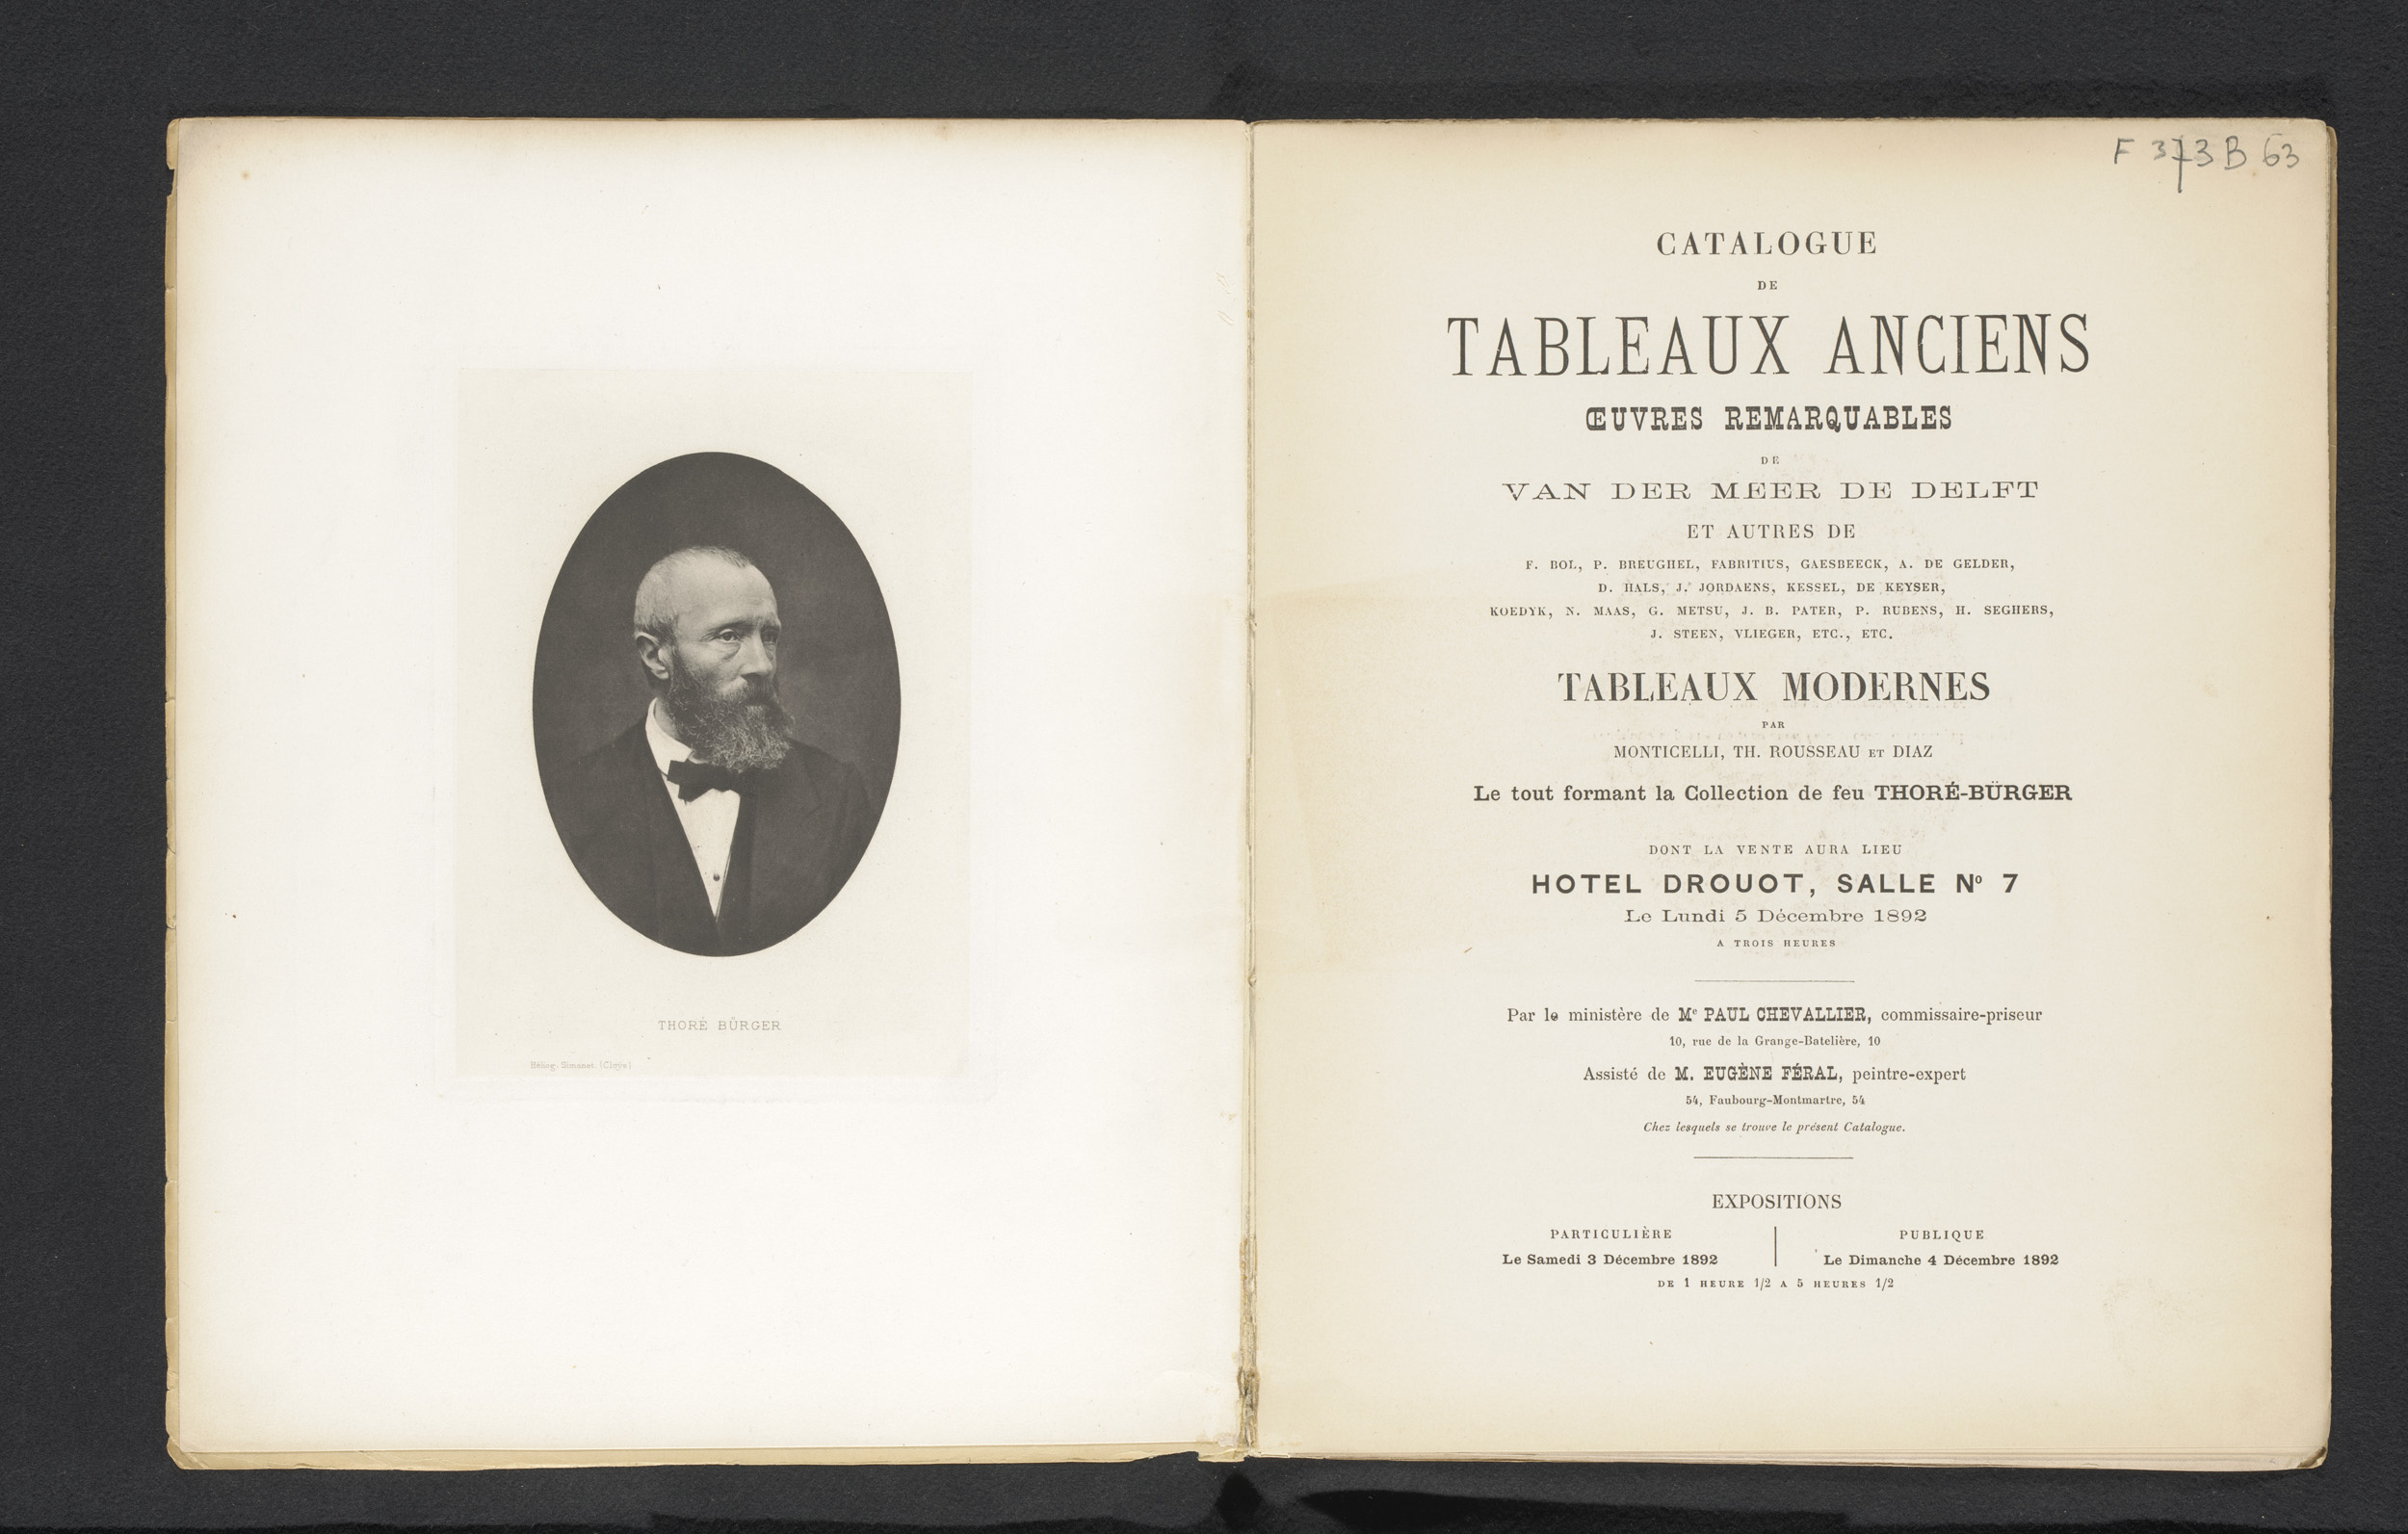 THORÉ BÜRGER
Héliog. Simonet. (Cloys)
F 373 B 63
CATALOGUE
DE
TABLEAUX ANCIENS
ŒUVRES REMARQUABLES
DE
VAN DER MEER DE DELFT
ET AUTRES DE
F. BOL, P. BREUGHEL, FABRITIUS, GAESBEECK, A. DE GELDER,
D. HALS, J. JORDAENS, KESSEL, DE KEYSER,
KOEDYK, N. MAAS, G. METSU, J. B. PATER, P. RUBENS, H. SEGHERS,
J. STEEN, VLIEGER, ETC., ETC.
TABLEAUX MODERNES
PAR
MONTICELLI, TH. ROUSSEAU ET DIAZ
Le tout formant la Collection de feu THORÉ-BÜRGER
DONT LA VENTE AURA LIEU
HOTEL DROUOT, SALLE Nº 7
Le Lundi 5 Décembre 1892
A TROIS HEURES
Par le ministère de Mᵉ PAUL CHEVALLIER, commissaire-priseur
10, rue de la Grange-Batelière, 10
Assisté de M. EUGÈNE FÉRAL, peintre-expert
54, Faubourg-Montmartre, 54
Chez lesquels se trouve le présent Catalogue.
EXPOSITIONS
PARTICULIÈRE
Le Samedi 3 Décembre 1892
PUBLIQUE
Le Dimanche 4 Décembre 1892
DE 1 HEURE 1/2 A 5 HEURES 1/2